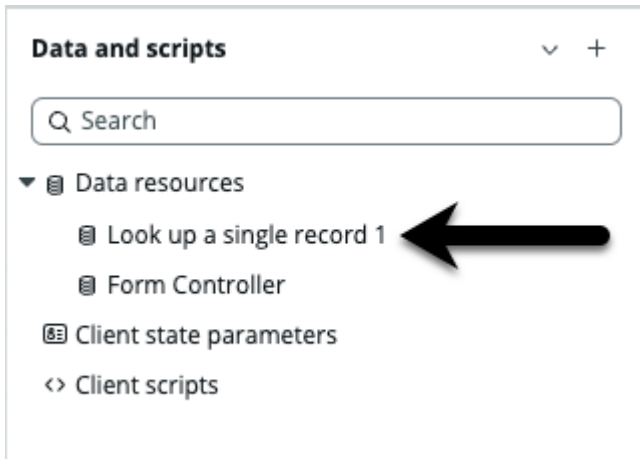 Data and scripts
Search
Data resources
Look up a single record 1
Form Controller
Client state parameters
Client scripts